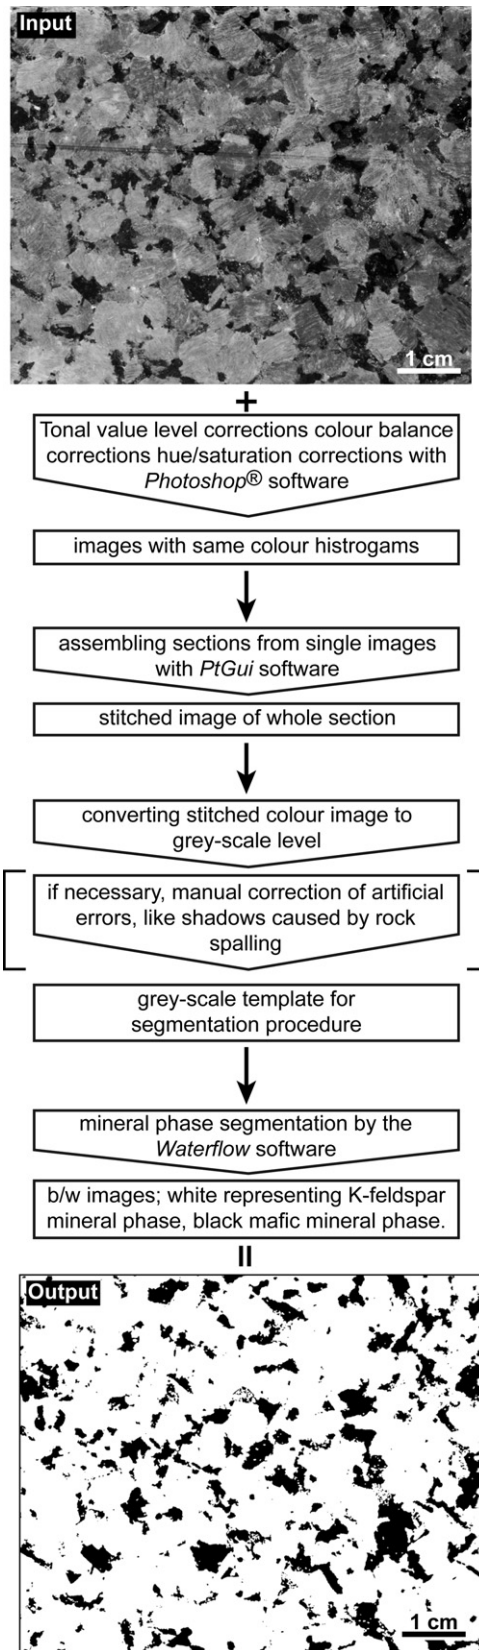 Input
1 cm
+
Tonal value level corrections colour balance
corrections hue/saturation corrections with
Photoshop® software
images with same colour histrogams
assembling sections from single images
with PtGui software
stitched image of whole section
converting stitched colour image to
grey-scale level
if necessary, manual correction of artificial
errors, like shadows caused by rock
spalling
grey-scale template for
segmentation procedure
mineral phase segmentation by the
Waterflow software
b/w images; white representing K-feldspar
mineral phase, black mafic mineral phase.
=
Output
1 cm